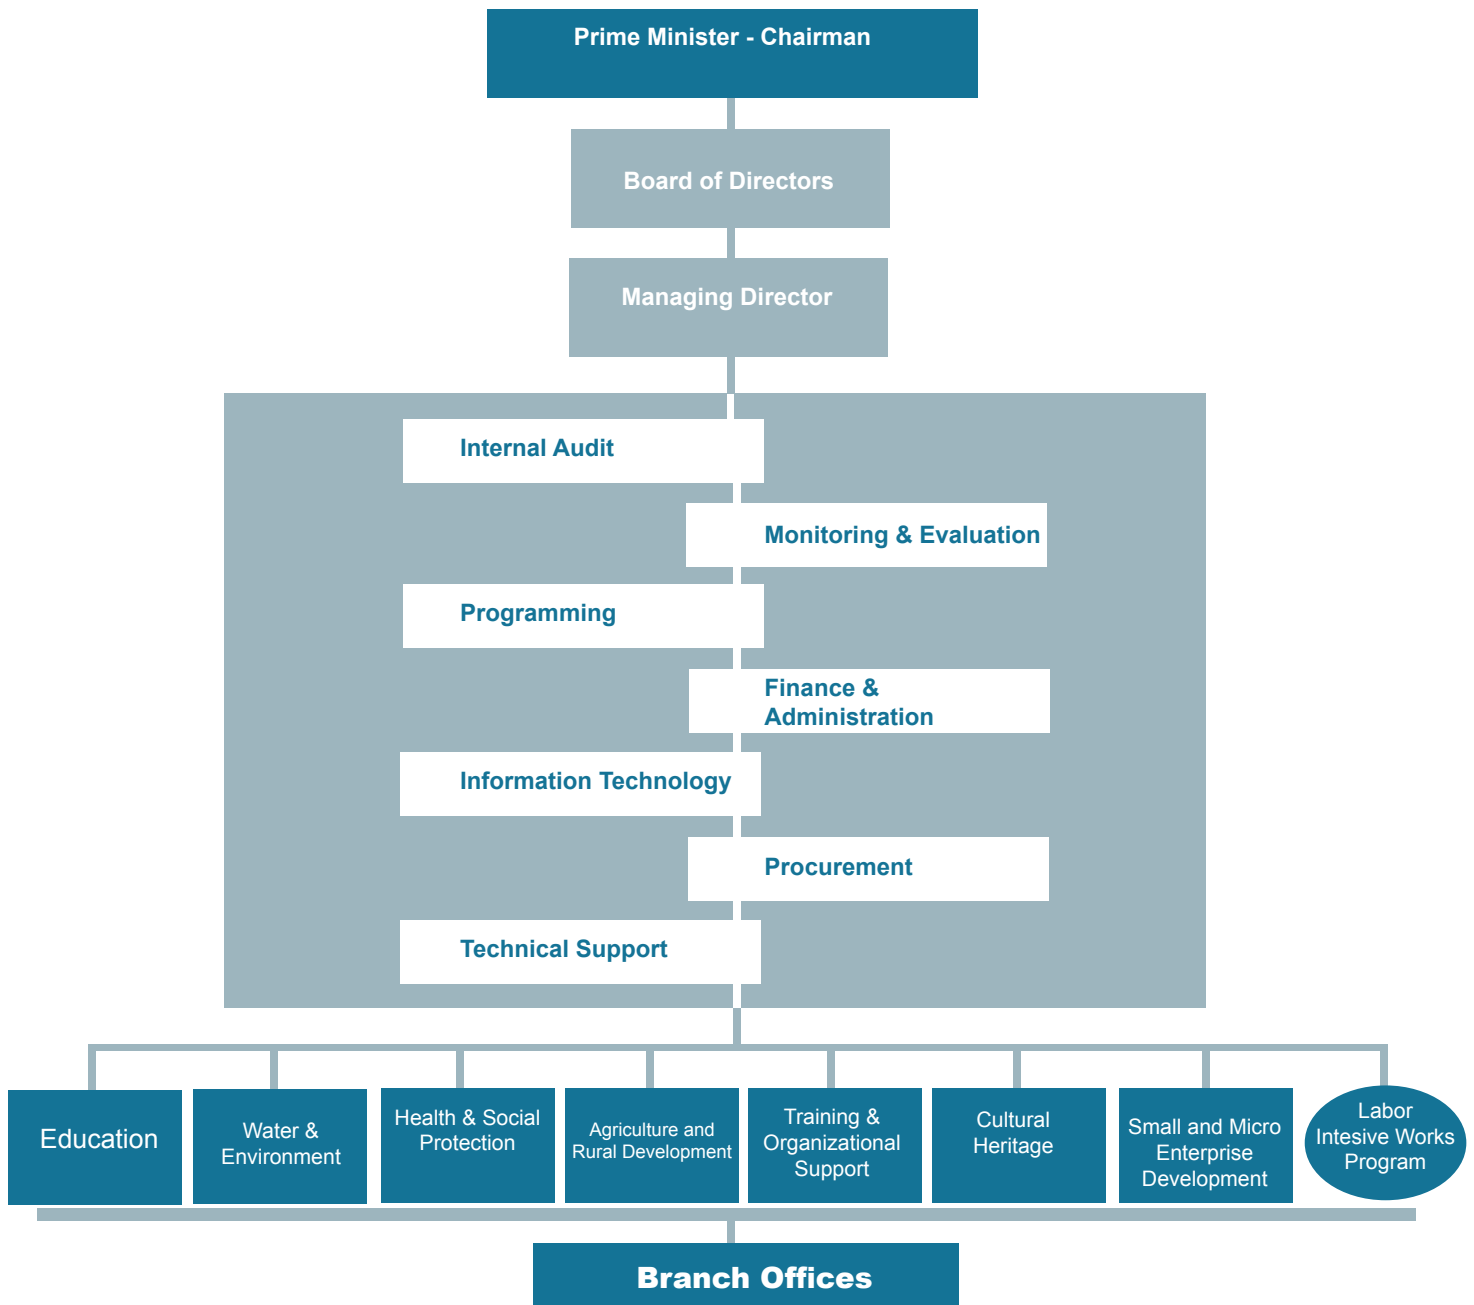 Prime Minister - Chairman
Board of Directors
Managing Director
Internal Audit
Monitoring & Evaluation
Programming
Finance &
Administration
Information Technology
Procurement
Technical Support
Education
Water &
Environment
Health & Social
Protection
Agriculture and
Rural Development
Training &
Organizational
Support
Cultural
Heritage
Small and Micro
Enterprise
Development
Labor
Intesive Works
Program
Branch Offices